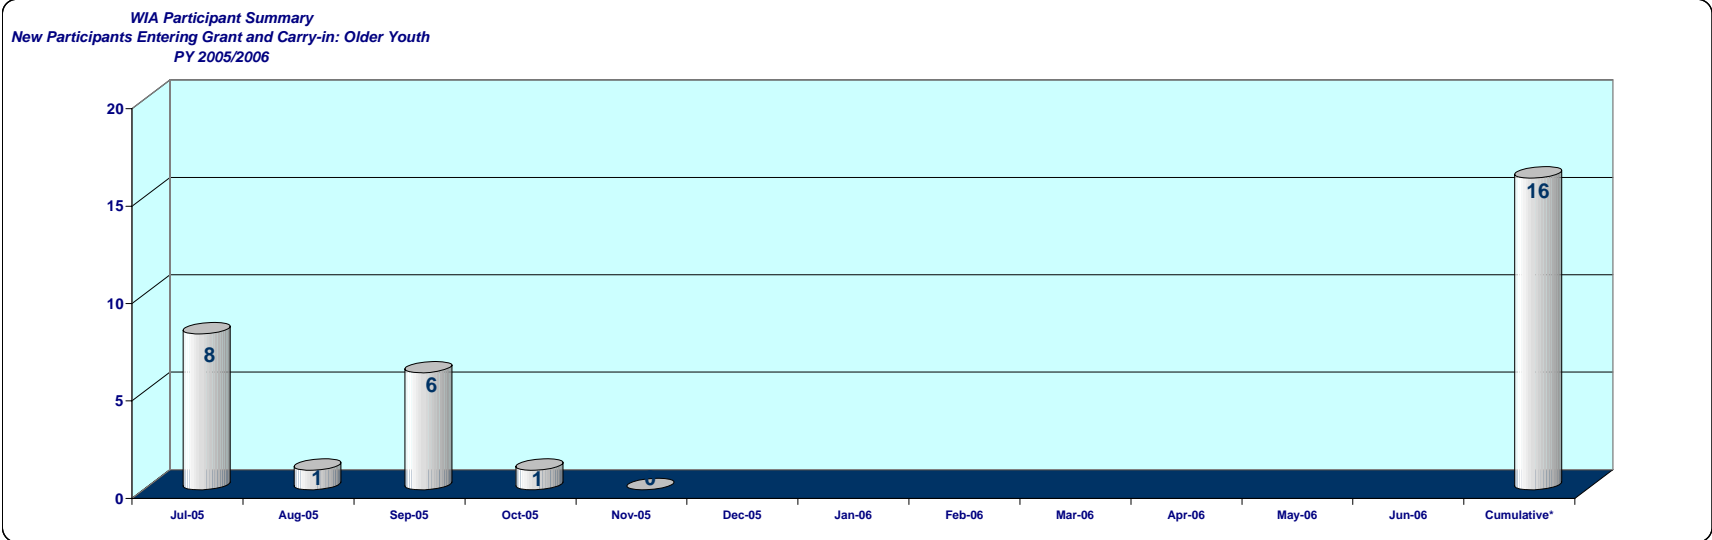 WIA Participant Summary
New Participants Entering Grant and Carry-in: Older Youth
PY 2005/2006
20
15
10
5
0
8
1
6
1
0
16
Jul-05 Aug-05 Sep-05 Oct-05 Nov-05 Dec-05 Jan-06 Feb-06 Mar-06 Apr-06 May-06 Jun-06 Cumulative*